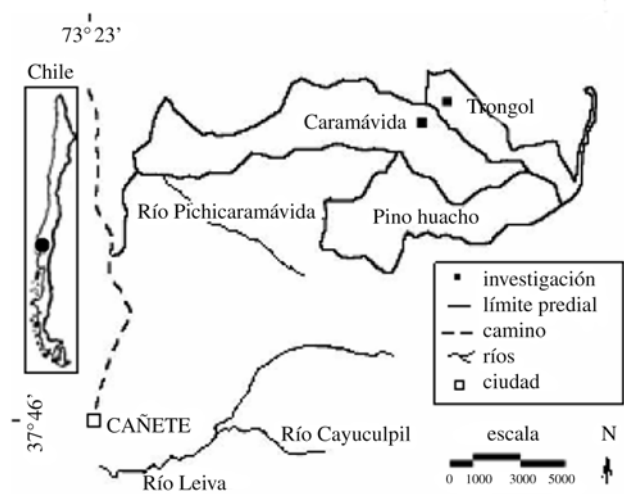 73° 23’
Chile
Trongol
Caramávida
Río Pichicaramávida
Pino huacho
investigación
límite predial
camino
ríos
ciudad
37° 46’
CAÑETE
Río Cayuculpil
Río Leiva
escala
N
0 1000 3000 5000